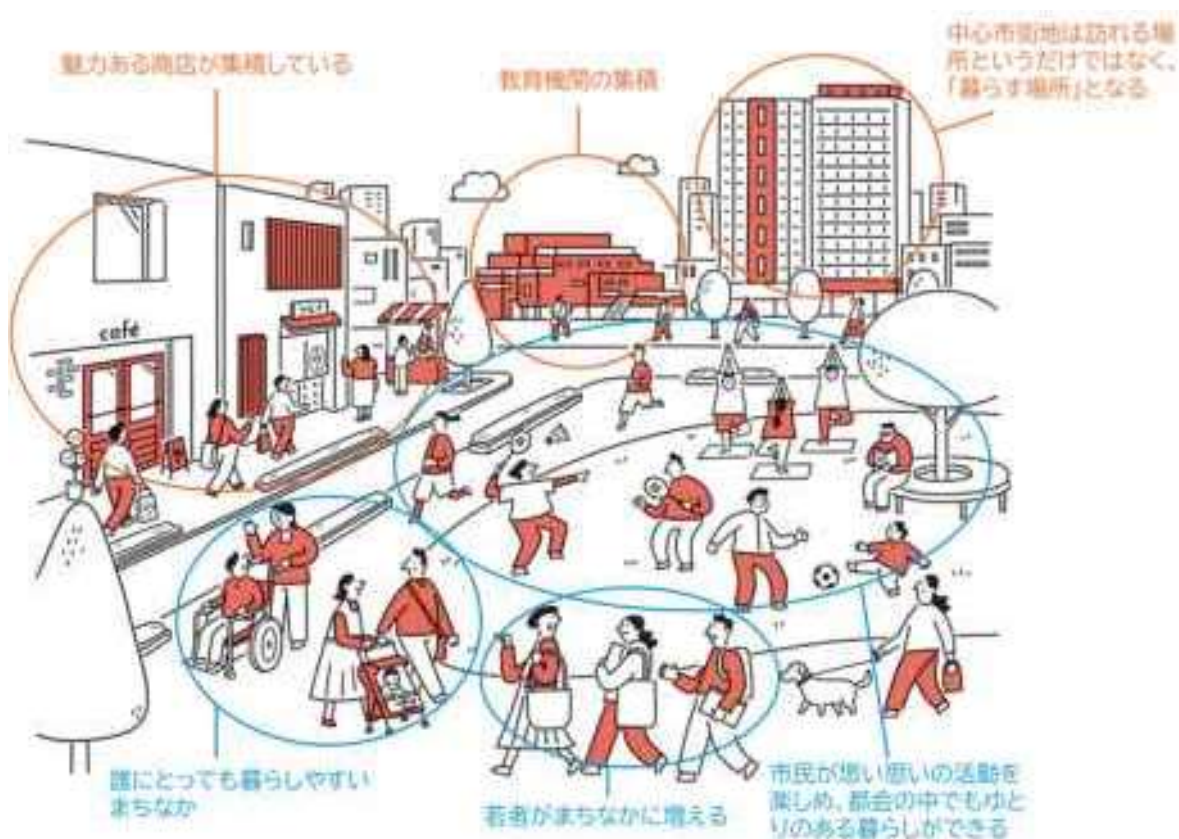 魅力ある商店が集積している
教育機関の集積
中心市街地は訪れる場
所というだけではなく、
「暮らす場所」となる
café
誰にとっても暮らしやすい
まちなか
若者がまちなかに増える
市民が思い思いの活動を
楽しめ、都会の中でもゆと
りのある暮らしができる